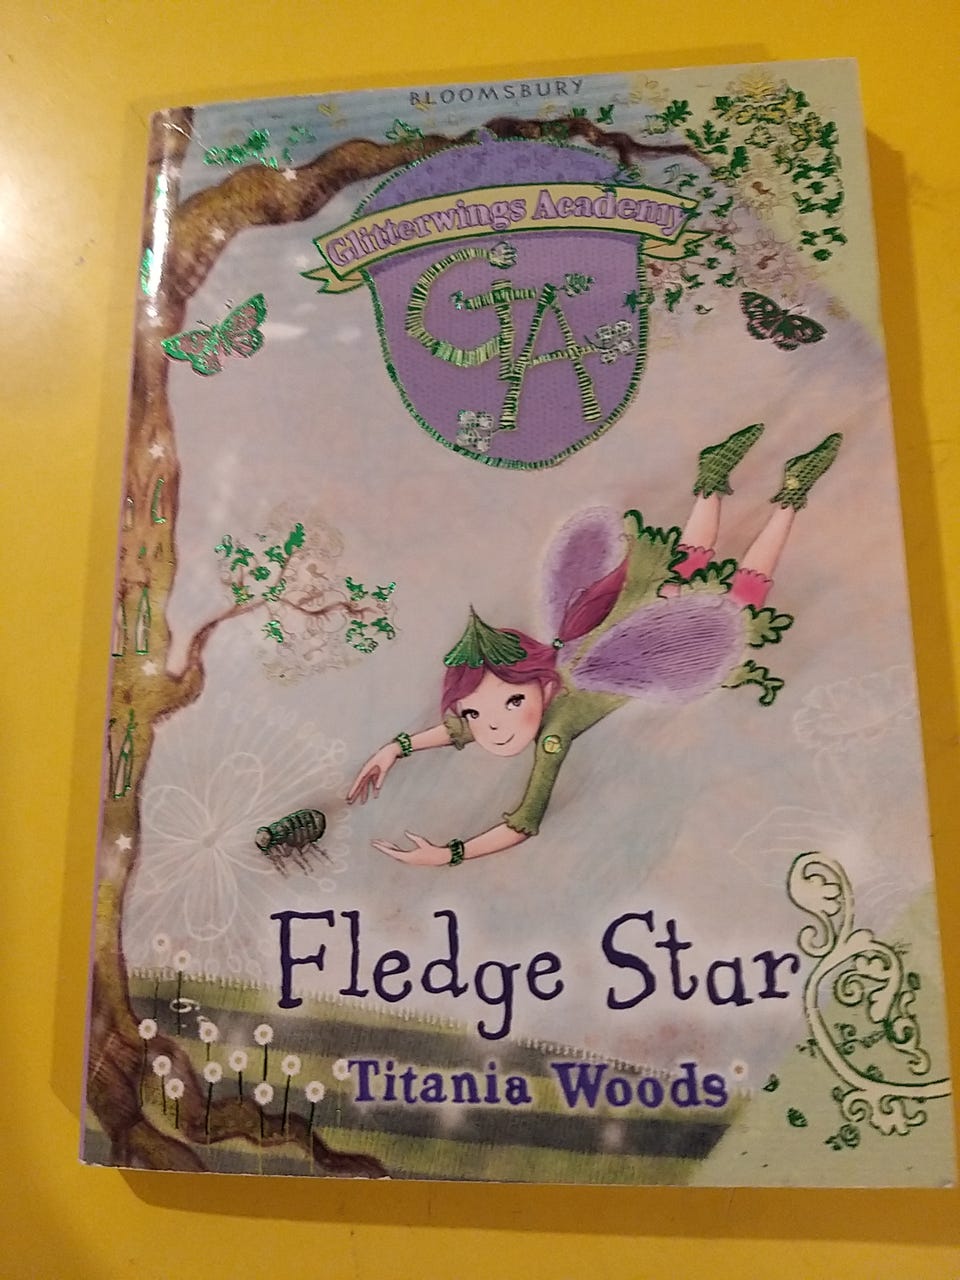 BLOOMSBURY
Glitterwings Academy
GA
Fledge Star
Titania Woods